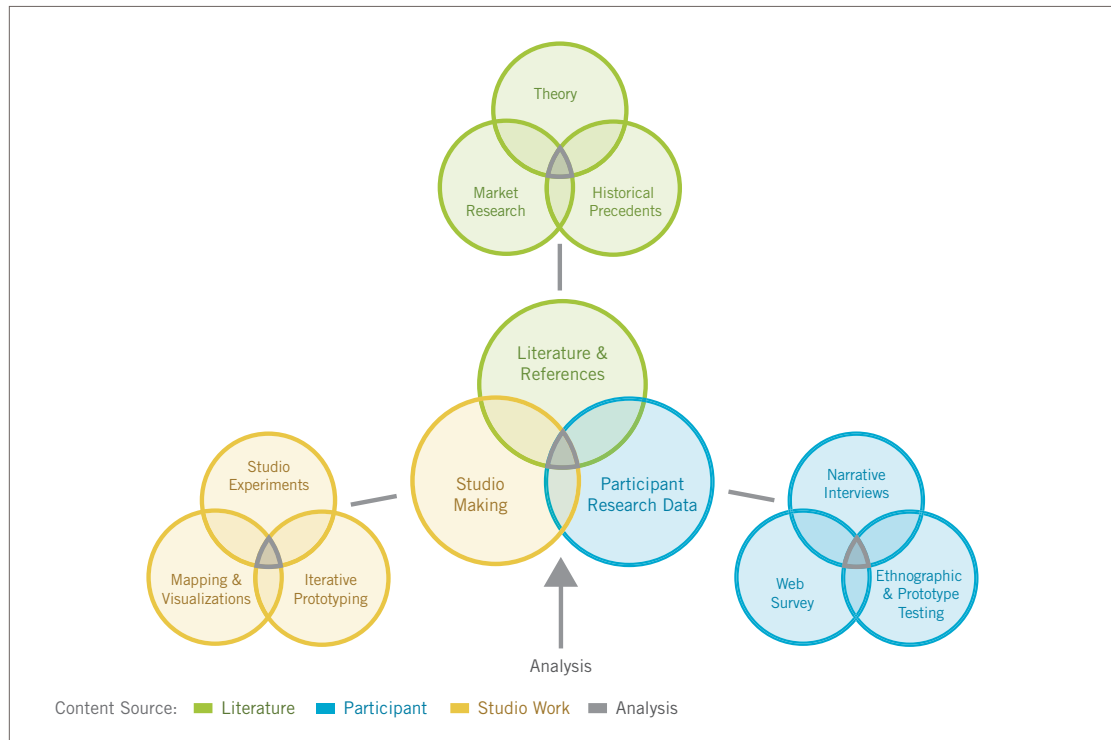 Theory
Market
Research
Historical
Precedents
Literature &
References
Studio
Making
Participant
Research Data
Studio
Experiments
Mapping &
Visualizations
Iterative
Prototyping
Narrative
Interviews
Web
Survey
Ethnographic
& Prototype
Testing
Analysis
Content Source: Literature Participant Studio Work Analysis